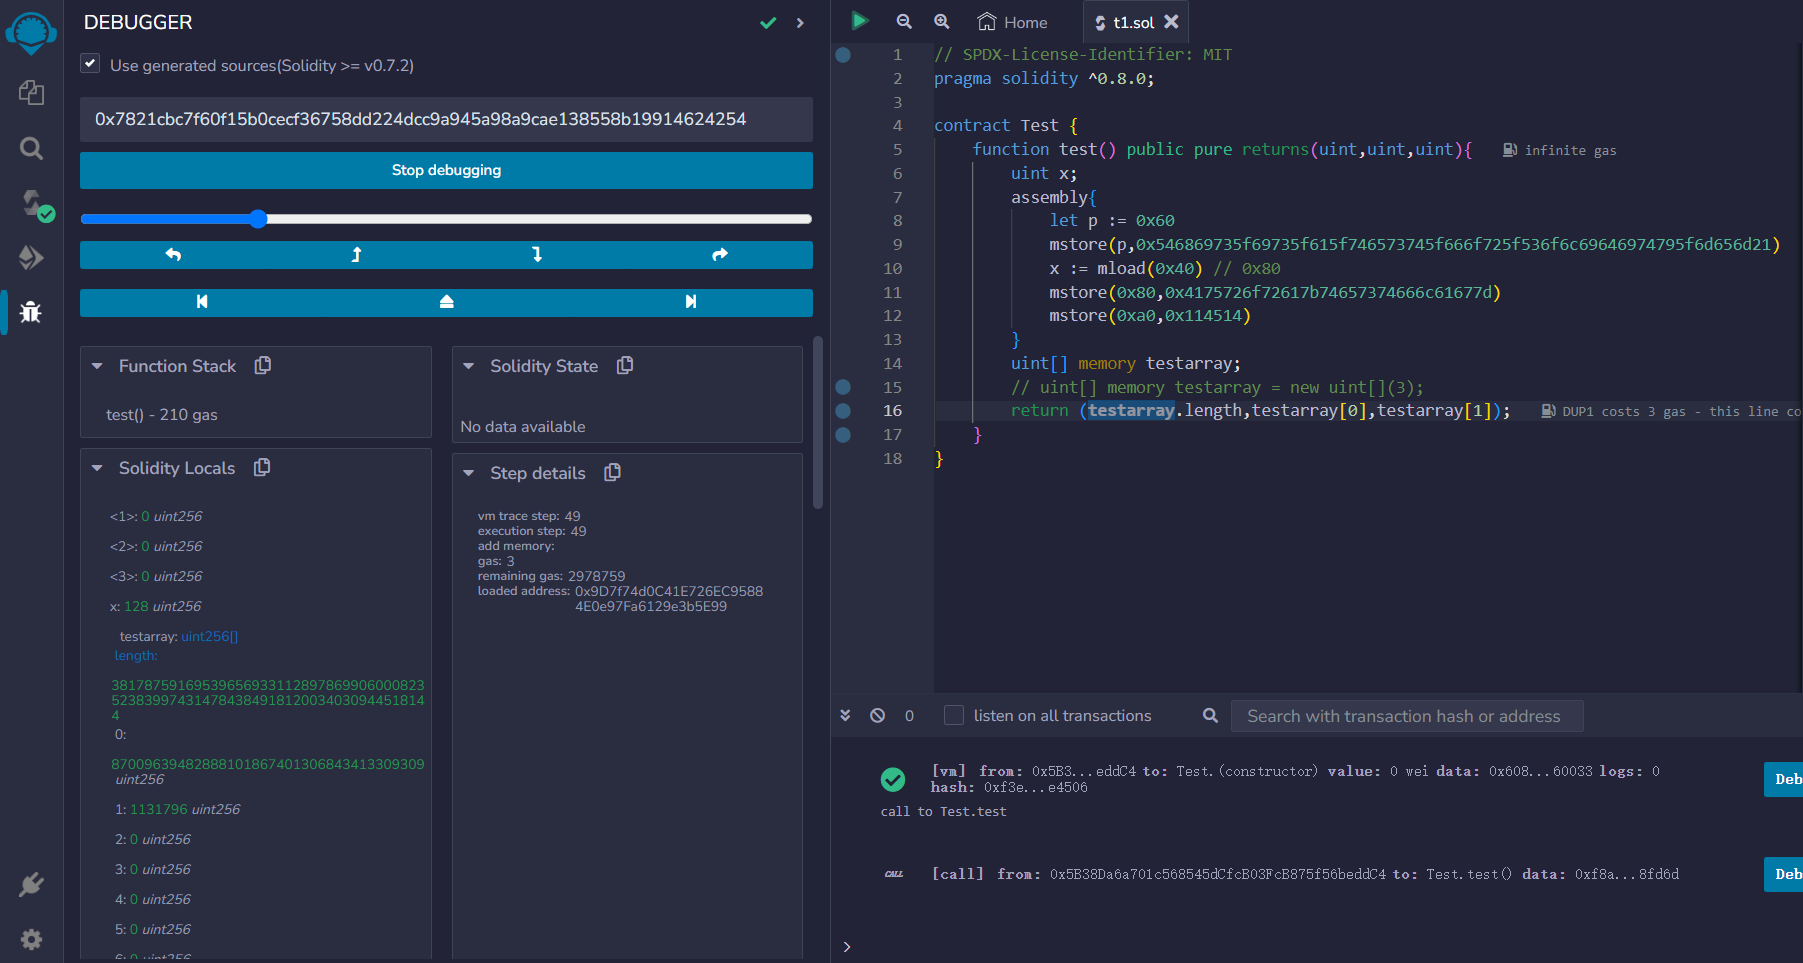 DEBUGGER
Use generated sources(Solidity >= v0.7.2)
0x7821cbc7f60f15b0cecf36758dd224dcc9a945a98a9cae138558b19914624254
Stop debugging
Function Stack
test() - 210 gas
Solidity Locals
<1>: 0 uint256
<2>: 0 uint256
<3>: 0 uint256
x: 128 uint256
testarray: uint256[]
length:
38178759169539656933112897869906000823
52383997431478438491812003403094451814
4
0:
8700963948288810186740130684341330930​9
uint256
1: 1131796 uint256
2: 0 uint256
3: 0 uint256
4: 0 uint256
5: 0 uint256
6: 0 uint256
Solidity State
No data available
Step details
vm trace step: 49
execution step: 49
add memory:
gas: 3
remaining gas: 2978759
loaded address: 0x9D7f74d0C41E726EC9588
4E0e97Fa6129e3b5E99
Home
t1.sol
1 // SPDX-License-Identifier: MIT
2 pragma solidity ^0.8.0;
3
4 contract Test {
5 function test() public pure returns(uint,uint,uint){ infinite gas
6 uint x;
7 assembly{
8 let p := 0x60
9 mstore(p,0x546869735f69735f615f746573745f666f725f536f6c69646974795f6d656d21)
10 x := mload(0x40) // 0x80
11 mstore(0x80,0x4175726f72617b74657374666c61677d)
12 mstore(0xa0,0x114514)
13 }
14 uint[] memory testarray;
15 // uint[] memory testarray = new uint[](3);
16 return (testarray.length,testarray[0],testarray[1]); DUP1 costs 3 gas - this line co
17 }
18 }
0
listen on all transactions
Search with transaction hash or address
[vm] from: 0x5B3...eddC4 to: Test.(constructor) value: 0 wei data: 0x608...60033 logs: 0
hash: 0xf3e...e4506
Deb
call to Test.test
CALL
[call] from: 0x5B38Da6a701c568545dCfcB03FcB875f56beddC4 to: Test.test() data: 0xf8a...8fd6d
Deb
>